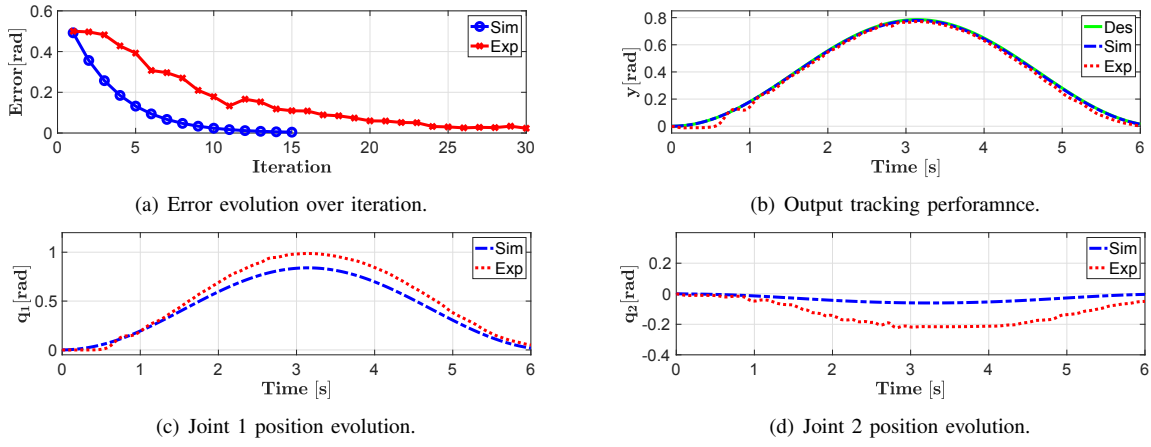 0.6
0.4
0.2
0
Error[rad]
Sim
Exp
0 5 10 15 20 25 30
Iteration
(a) Error evolution over iteration.
0.8
0.6
0.4
0.2
0
y[rad]
Des
Sim
Exp
0 1 2 3 4 5 6
Time [s]
(b) Output tracking perforamnce.
1
0.5
0
q1[rad]
Sim
Exp
0 1 2 3 4 5 6
Time [s]
(c) Joint 1 position evolution.
0.2
0
-0.2
-0.4
q2[rad]
Sim
Exp
0 1 2 3 4 5 6
Time [s]
(d) Joint 2 position evolution.